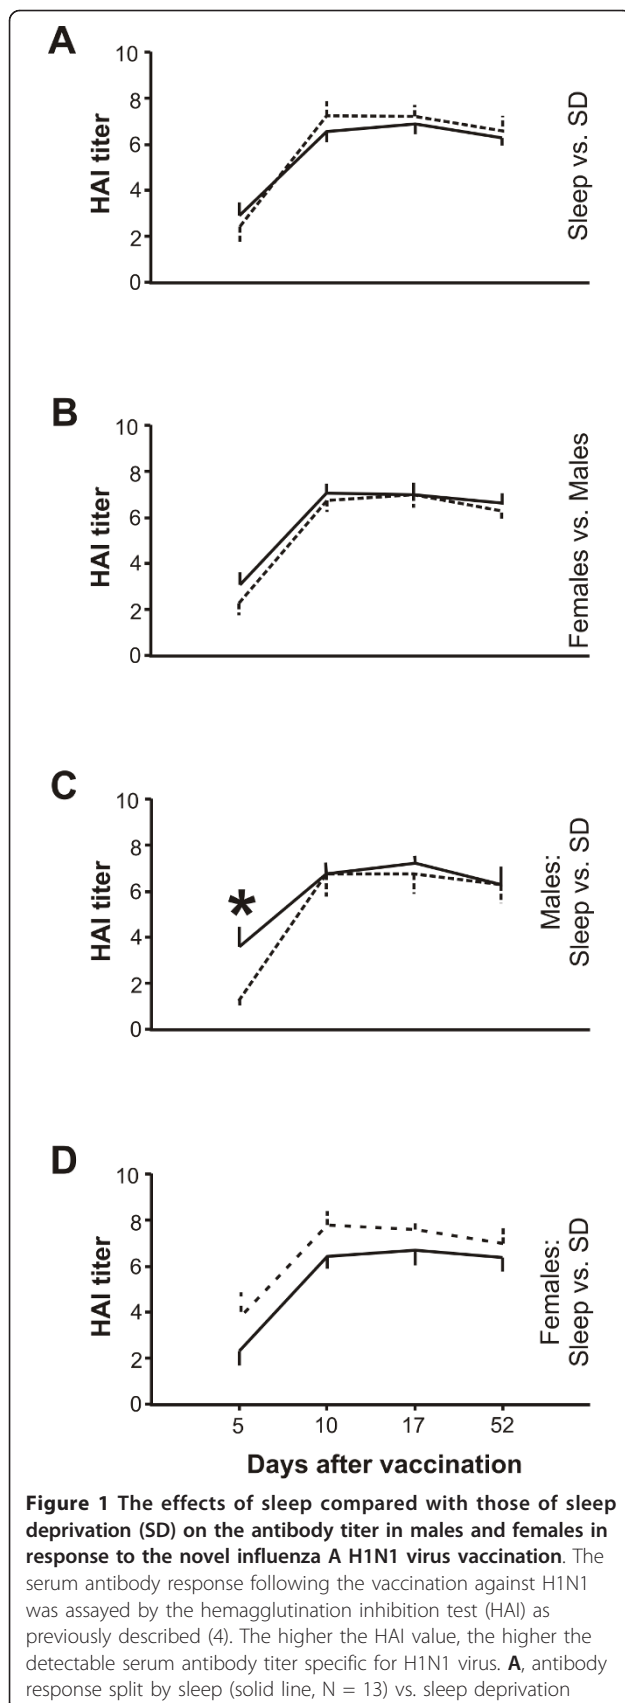 A
10
8
6
4
2
0
HAI titer
Sleep vs. SD
B
10
8
6
4
2
0
HAI titer
Females vs. Males
C
10
8
6
4
2
0
HAI titer
*
Males:
Sleep vs. SD
D
10
8
6
4
2
0
HAI titer
Females:
Sleep vs. SD
5 10 17 52
Days after vaccination
Figure 1 The effects of sleep compared with those of sleep
deprivation (SD) on the antibody titer in males and females in
response to the novel influenza A H1N1 virus vaccination. The
serum antibody response following the vaccination against H1N1
was assayed by the hemagglutination inhibition test (HAI) as
previously described (4). The higher the HAI value, the higher the
detectable serum antibody titer specific for H1N1 virus. A, antibody
response split by sleep (solid line, N = 13) vs. sleep deprivation